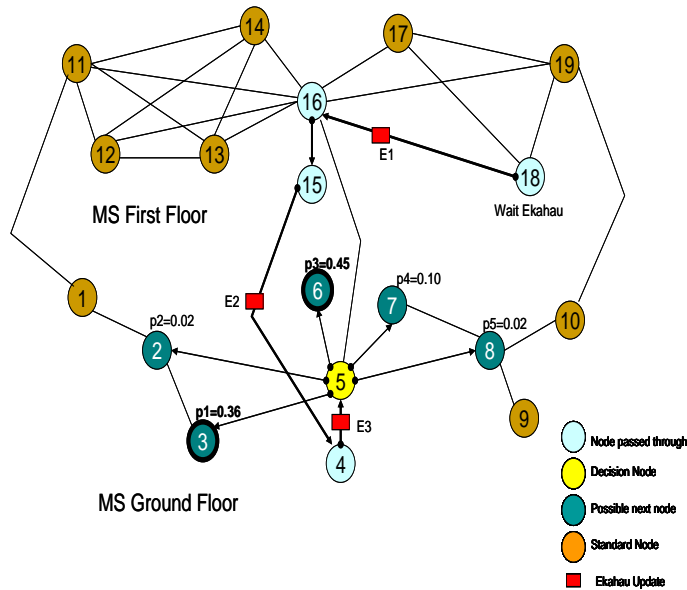 14
17
11
19
16
E1
12
13
15
18
MS First Floor
Wait Ekahau
p3=0.45
p4=0.10
E2
6
1
7
p2=0.02
p5=0.02
10
2
8
5
p1=0.36
9
E3
3
4
Node passed through
Decision Node
MS Ground Floor
Possible next node
Standard Node
Ekahau Update